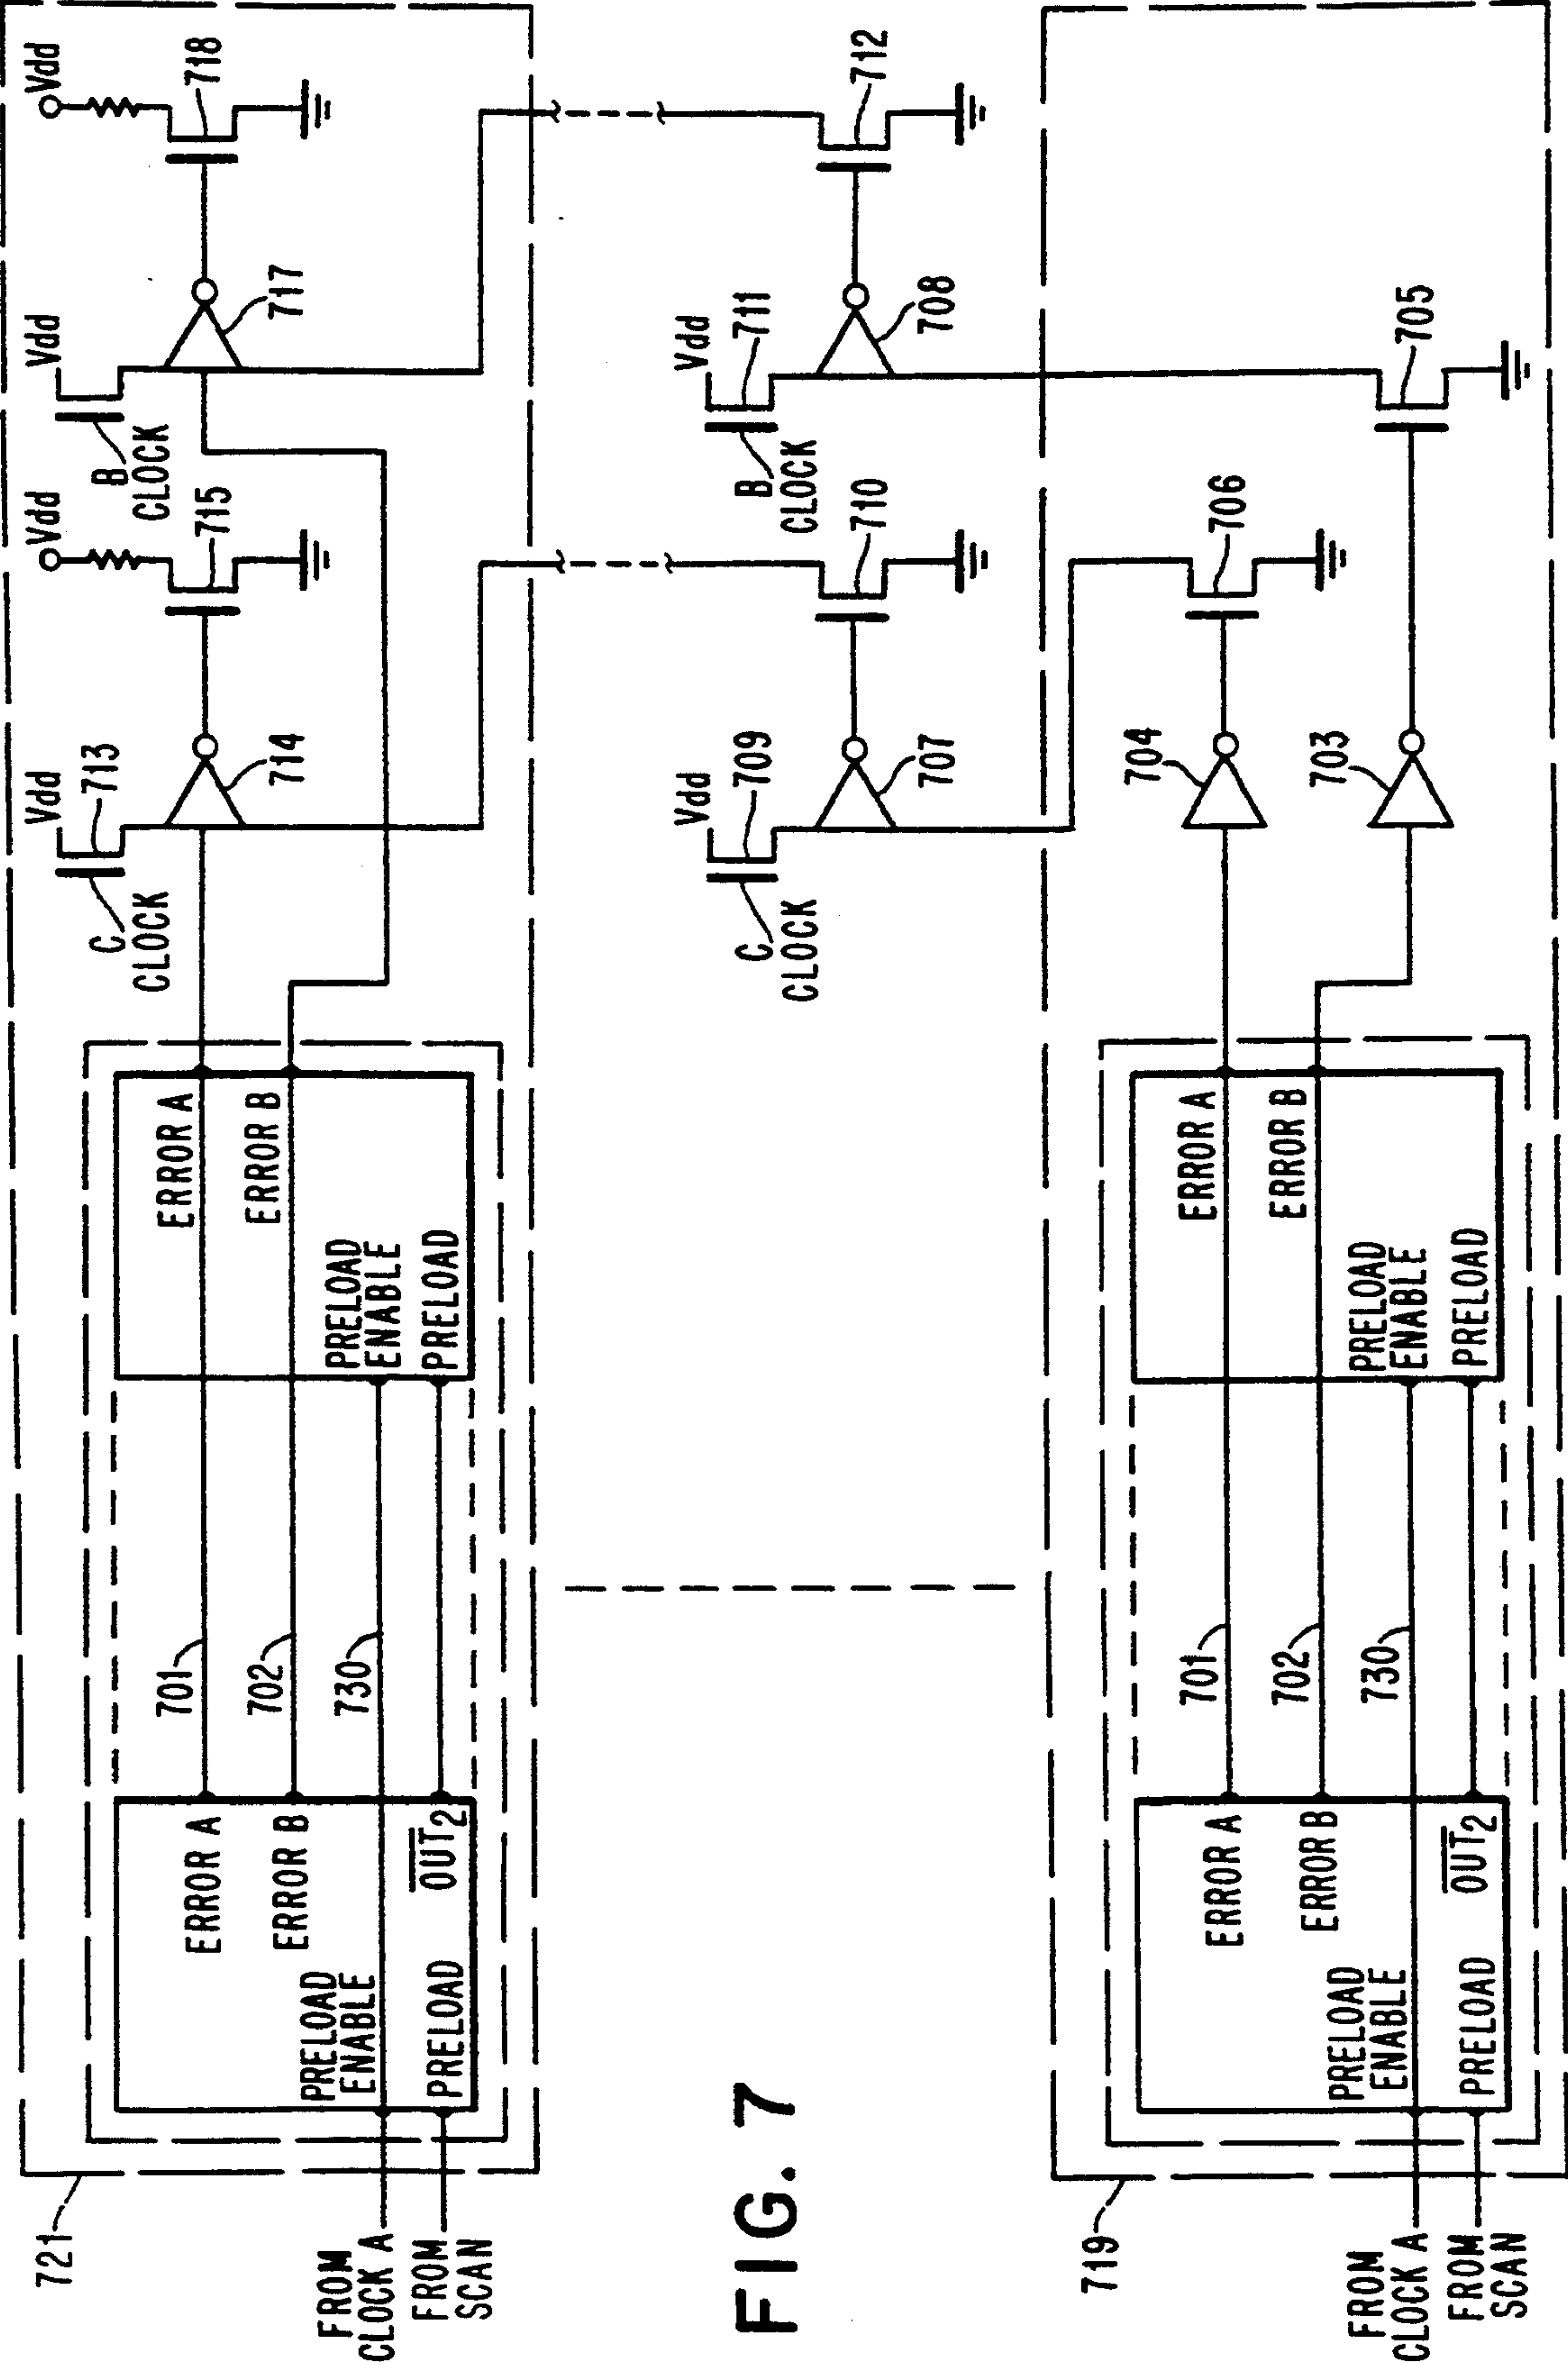 721
FROM
CLOCK A
FROM
SCAN
PRELOAD
ENABLE
PRELOAD
ERROR A
ERROR B
OUT2
701
702
730
ERROR A
ERROR B
PRELOAD
ENABLE
PRELOAD
C
CLOCK
Vdd
713
714
Vdd
715
B
CLOCK
Vdd
717
Vdd
718
C
CLOCK
Vdd
709
707
710
B
CLOCK
Vdd
711
708
712
FIG. 7
719
FROM
CLOCK A
FROM
SCAN
PRELOAD
ENABLE
PRELOAD
ERROR A
ERROR B
OUT2
701
702
730
ERROR A
ERROR B
PRELOAD
ENABLE
PRELOAD
704
703
706
705